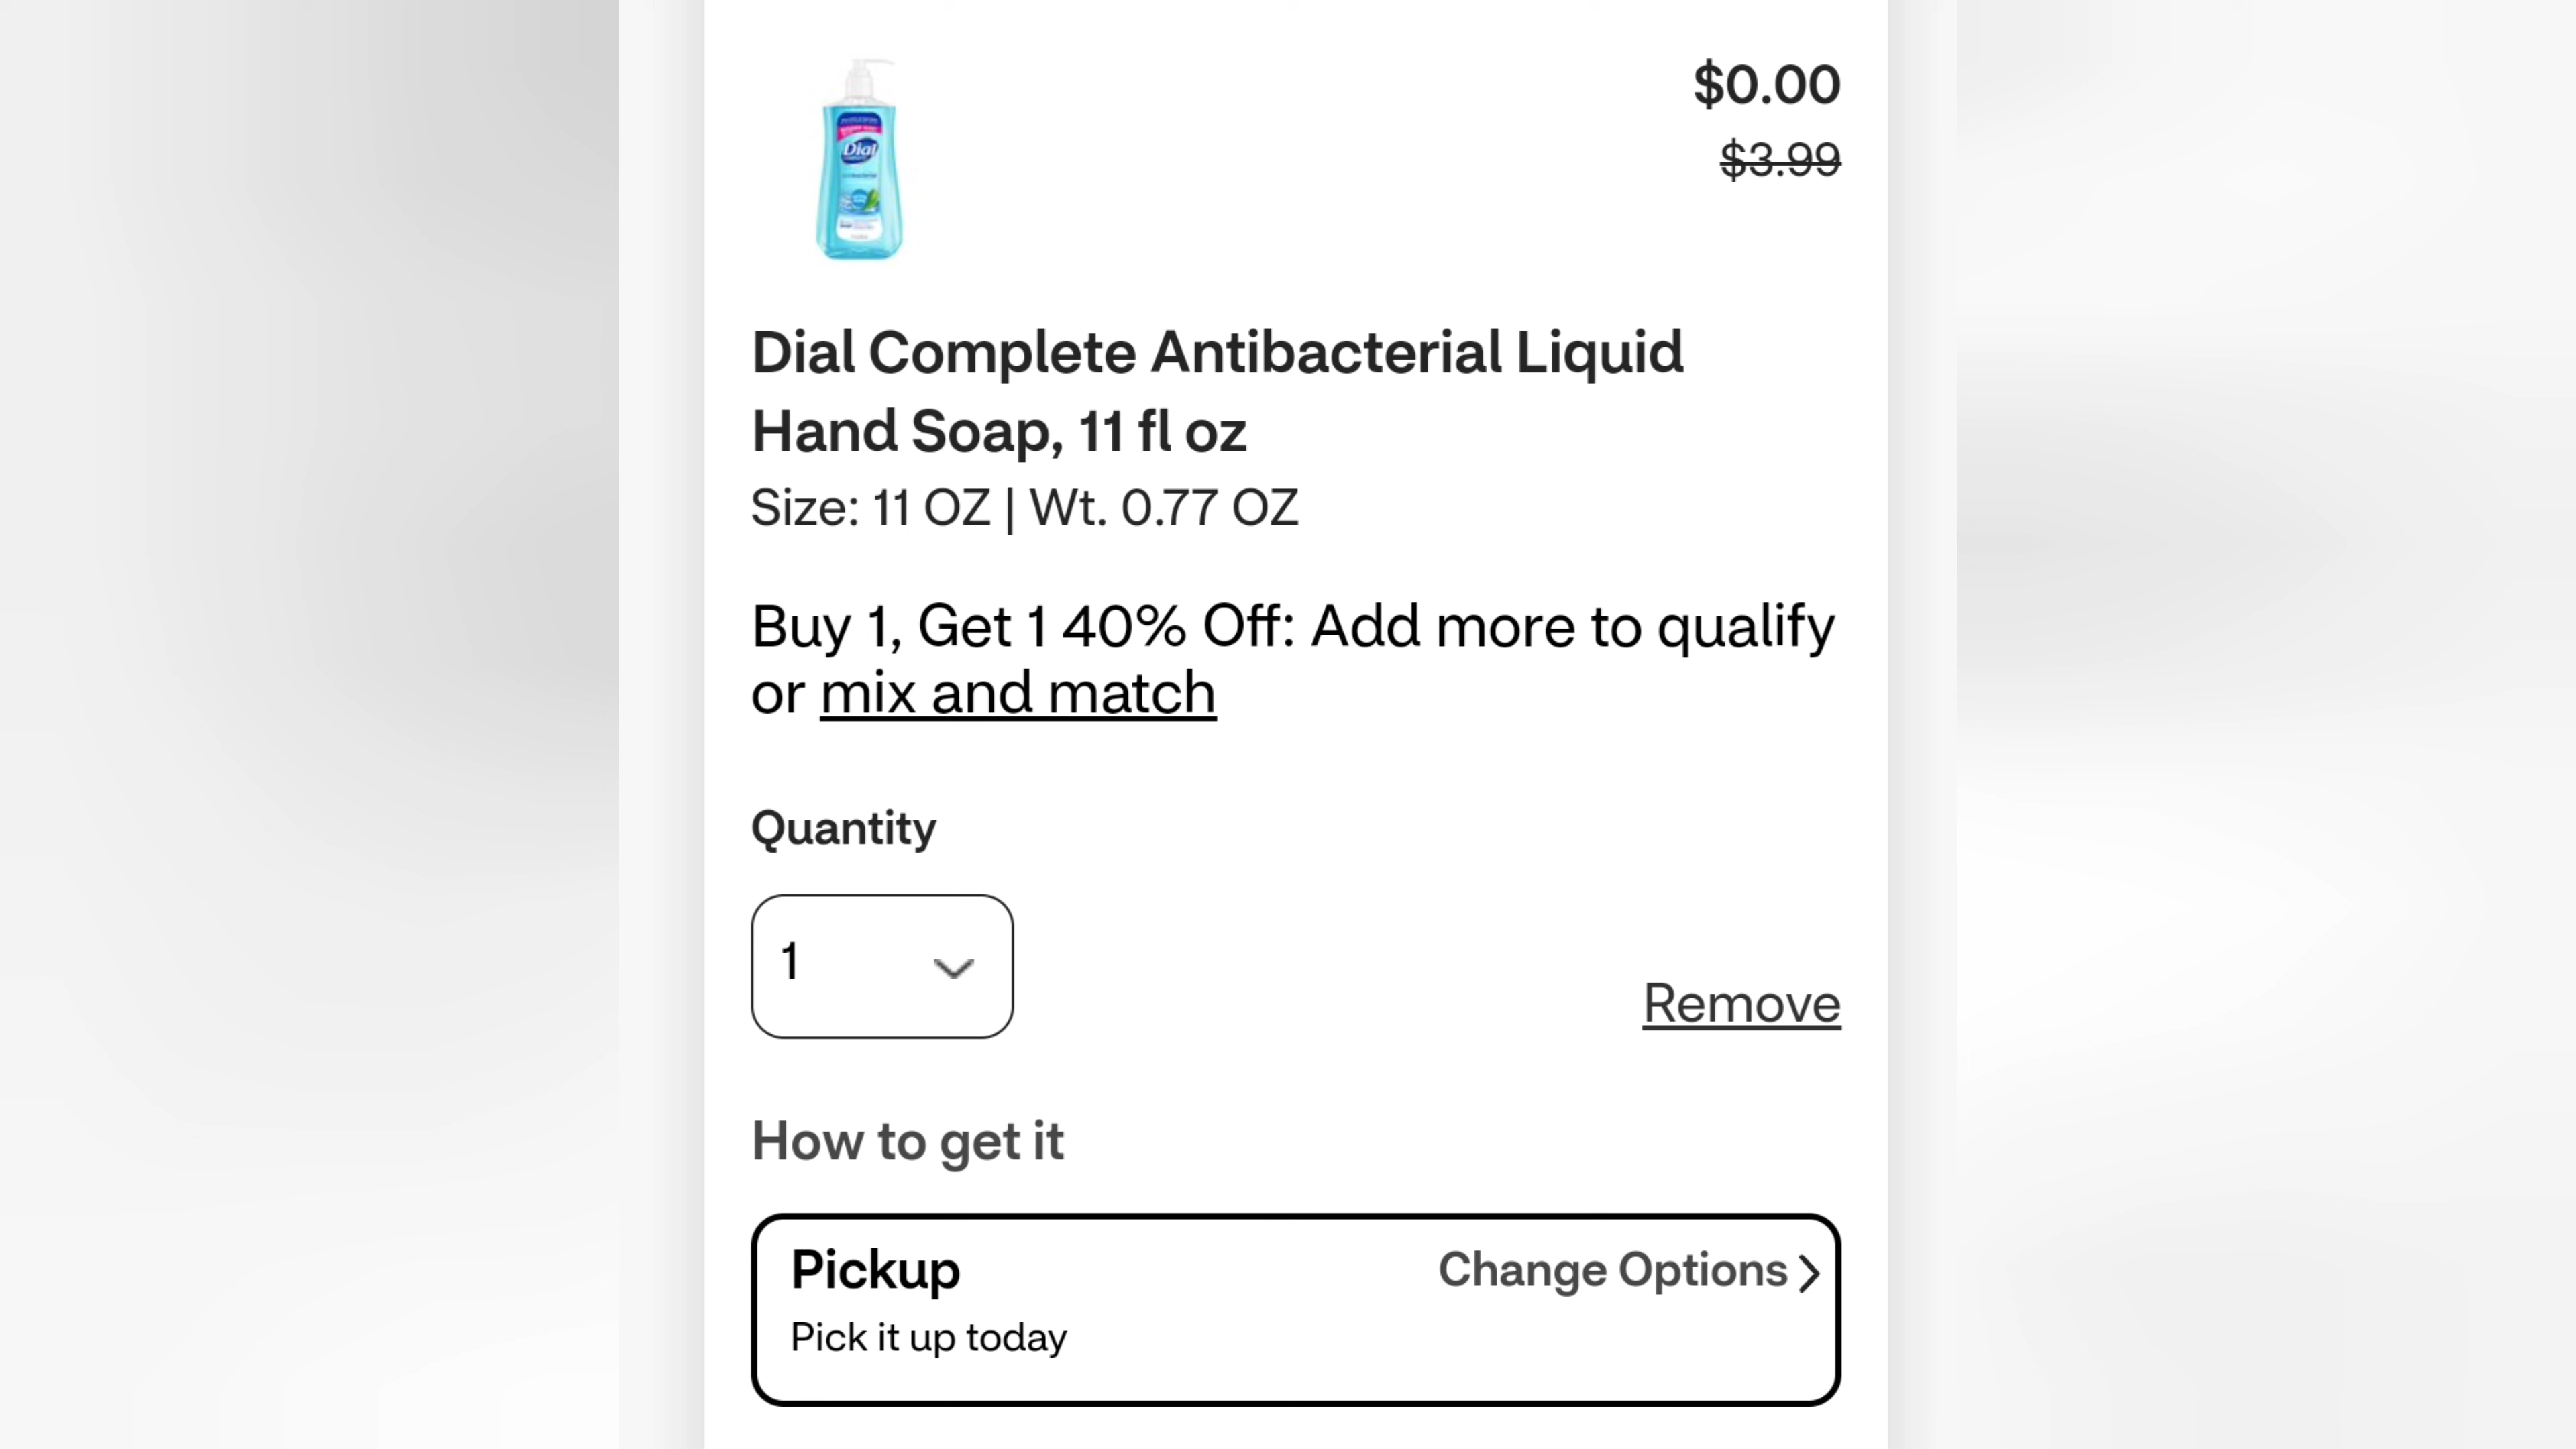 $0.00
$3.99
Dial
Dial Complete Antibacterial Liquid
Hand Soap, 11 fl oz
Size: 11 OZ | Wt. 0.77 OZ
Buy 1, Get 1 40% Off: Add more to qualify
or mix and match
Quantity
1
Remove
How to get it
Pickup
Change Options
Pick it up today